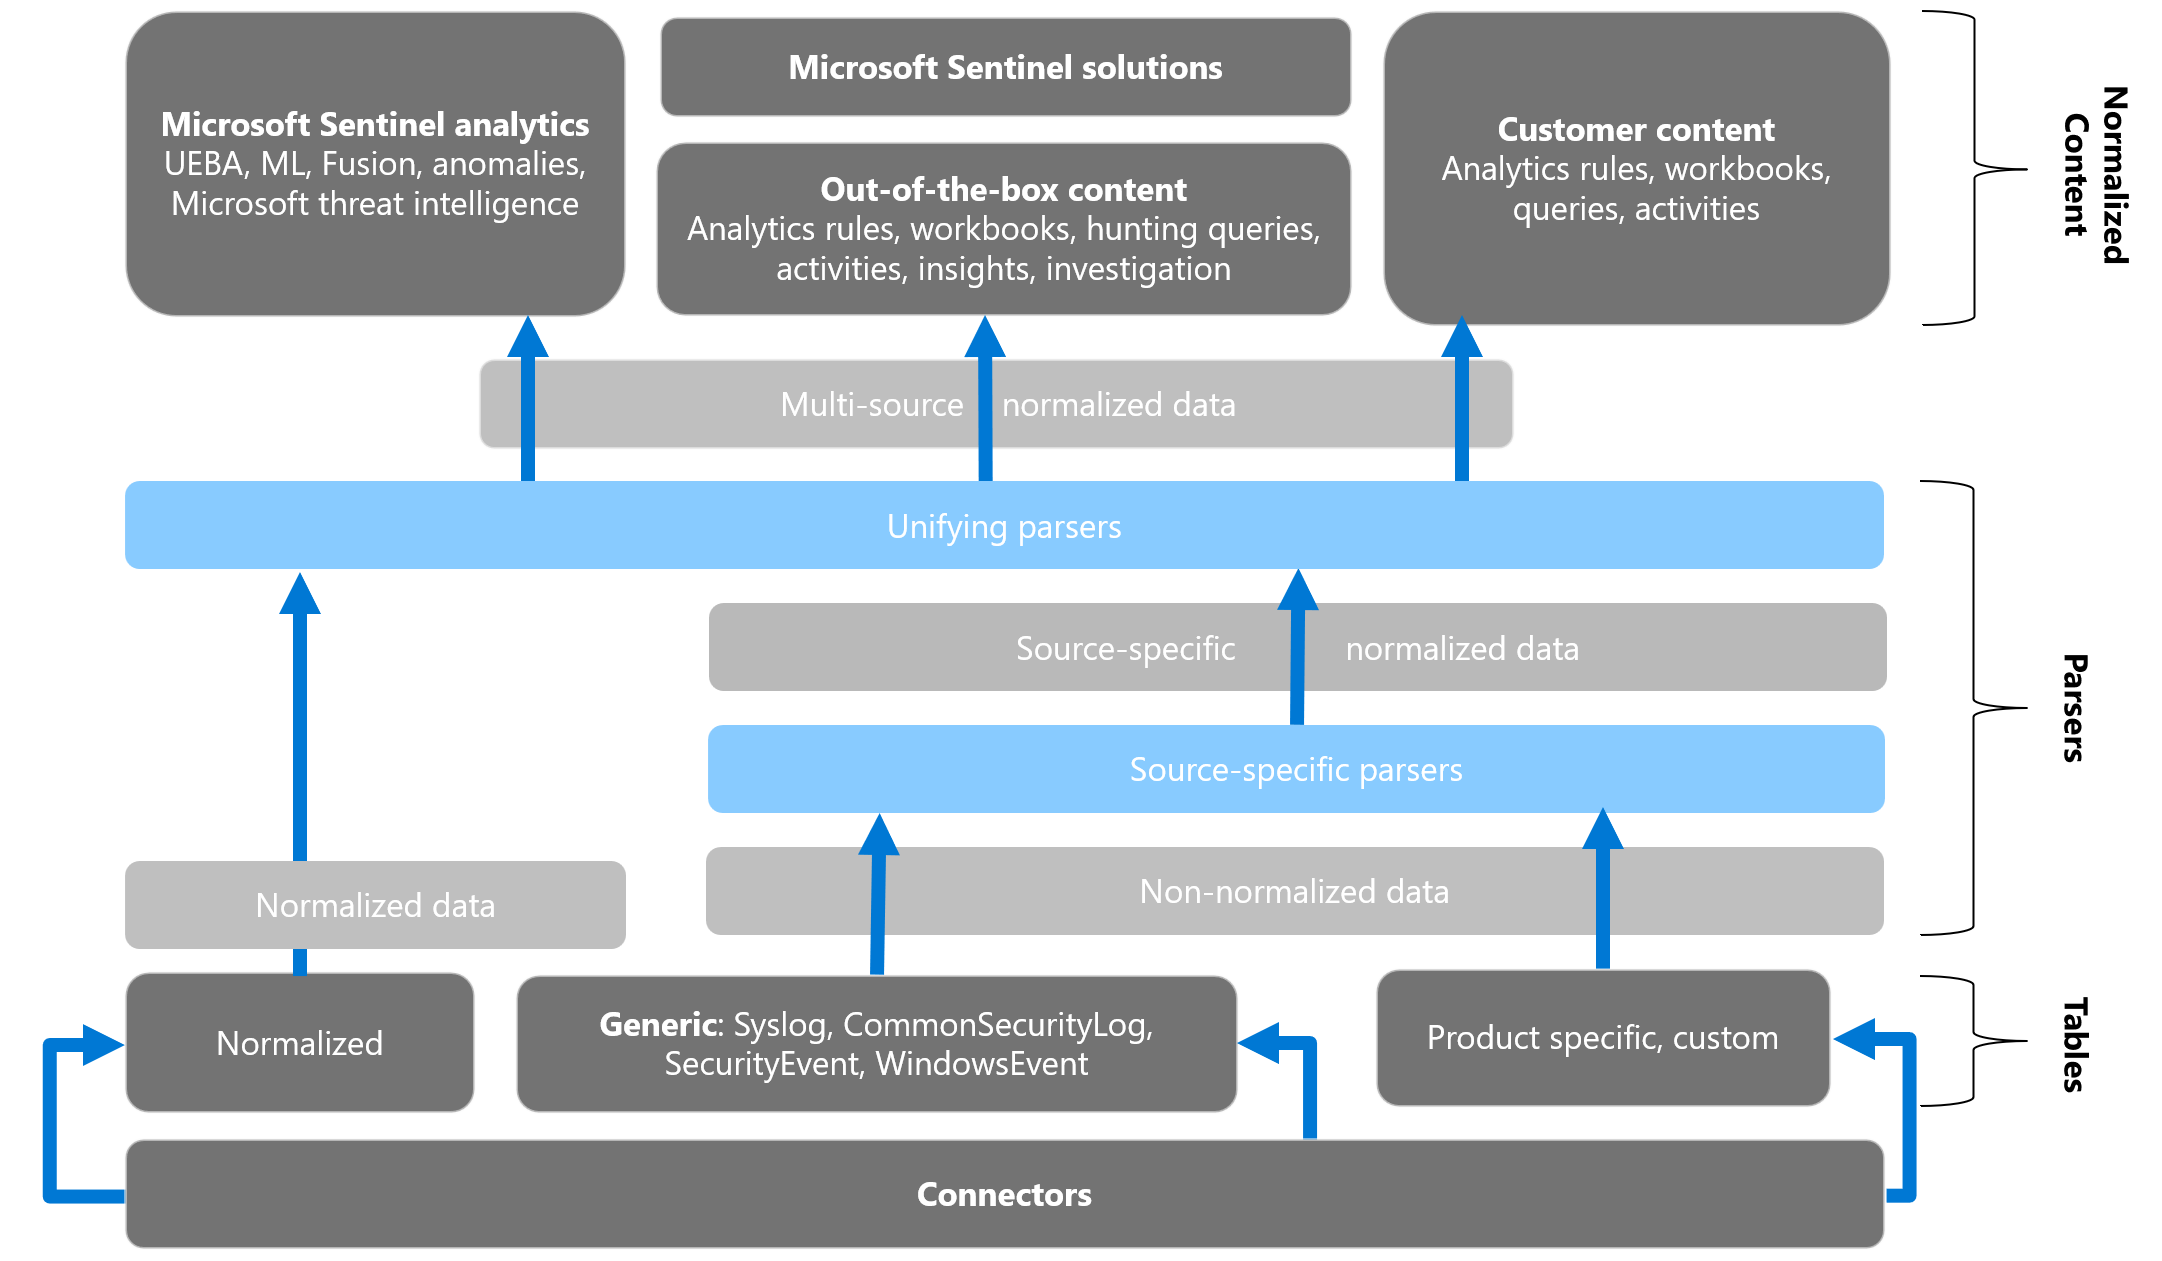 Microsoft Sentinel analytics
UEBA, ML, Fusion, anomalies,
Microsoft threat intelligence
Microsoft Sentinel solutions
Out-of-the-box content
Analytics rules, workbooks, hunting queries,
activities, insights, investigation
Customer content
Analytics rules, workbooks,
queries, activities
Normalized
Content
Multi-source normalized data
Unifying parsers
Source-specific normalized data
Source-specific parsers
Parsers
Normalized data
Non-normalized data
Normalized
Generic: Syslog, CommonSecurityLog,
SecurityEvent, WindowsEvent
Product specific, custom
Tables
Connectors